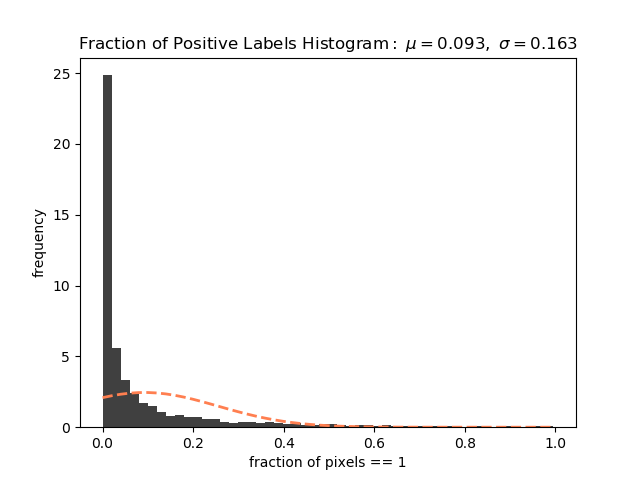 Fraction of Positive Labels Histogram: μ = 0.093, σ = 0.163
25
20
15
10
5
0
frequency
0.0 0.2 0.4 0.6 0.8 1.0
fraction of pixels == 1